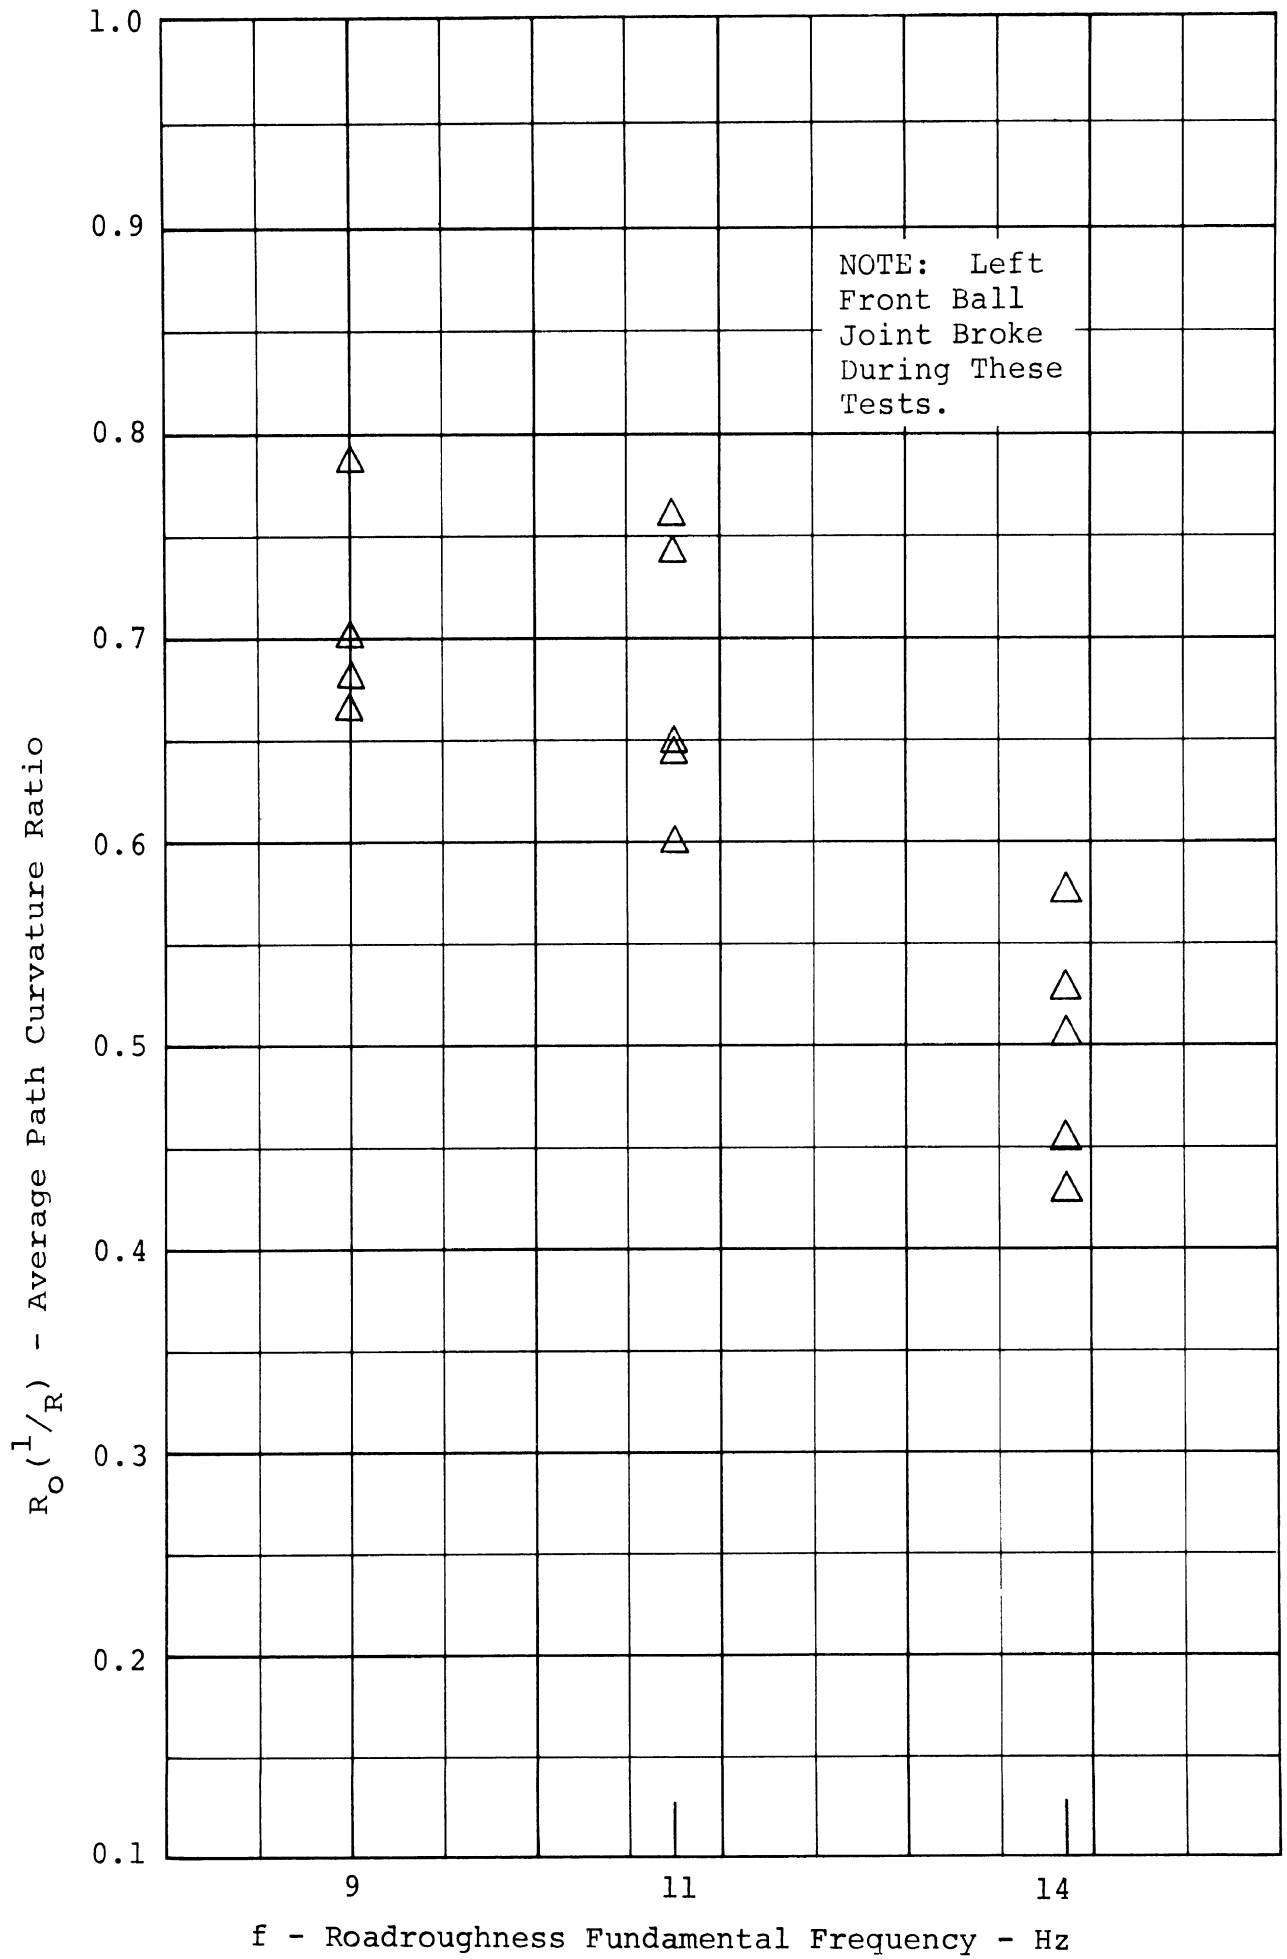 1.0
0.9
0.8
0.7
0.6
0.5
0.4
0.3
0.2
0.1
NOTE: Left
Front Ball
Joint Broke
During These
Tests.
R₀(1/R) - Average Path Curvature Ratio
9 11 14
f - Roadroughness Fundamental Frequency - Hz